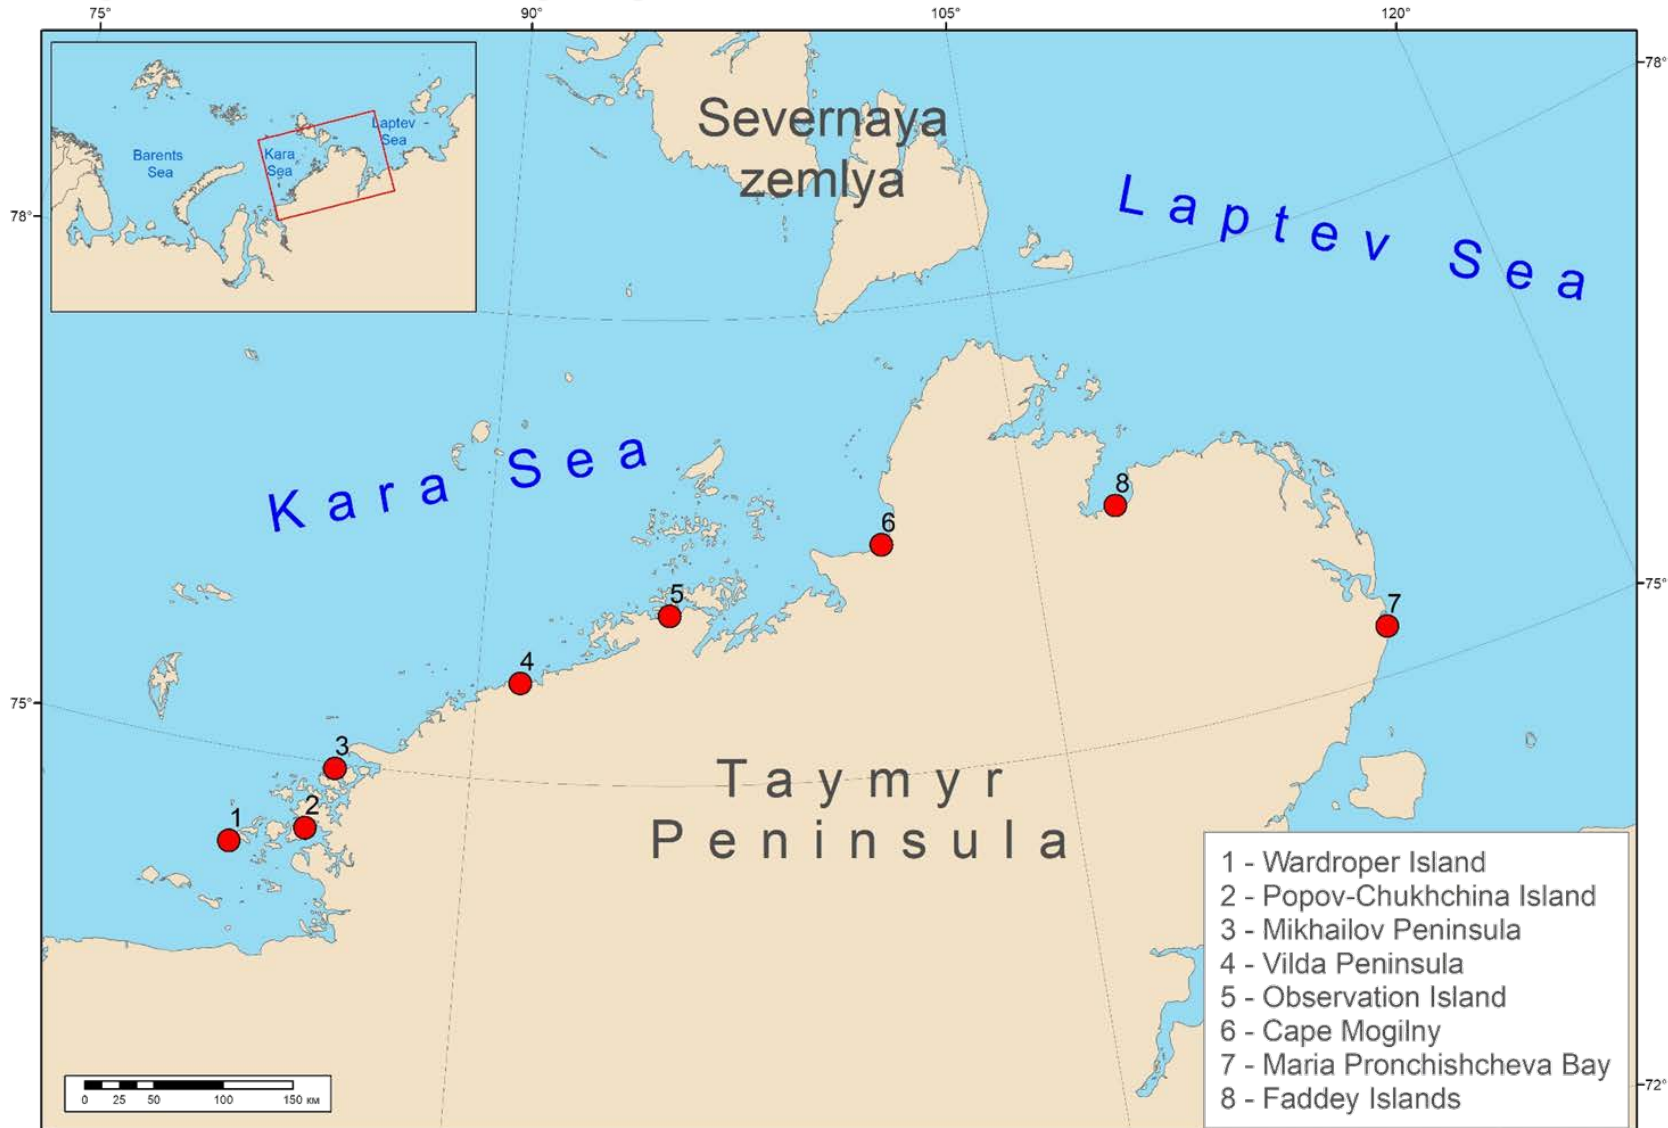 75°
90°
105°
120°
78°
78°
75°
75°
72°
Barents
Sea
Kara
Sea
Laptev
Sea
Severnaya
zemlya
Laptev Sea
Kara Sea
8
6
5
7
4
3
2
1
Taymyr
Peninsula
0 25 50 100 150 км
1 - Wardroper Island
2 - Popov-Chukhchina Island
3 - Mikhailov Peninsula
4 - Vilda Peninsula
5 - Observation Island
6 - Cape Mogilny
7 - Maria Pronchishcheva Bay
8 - Faddey Islands